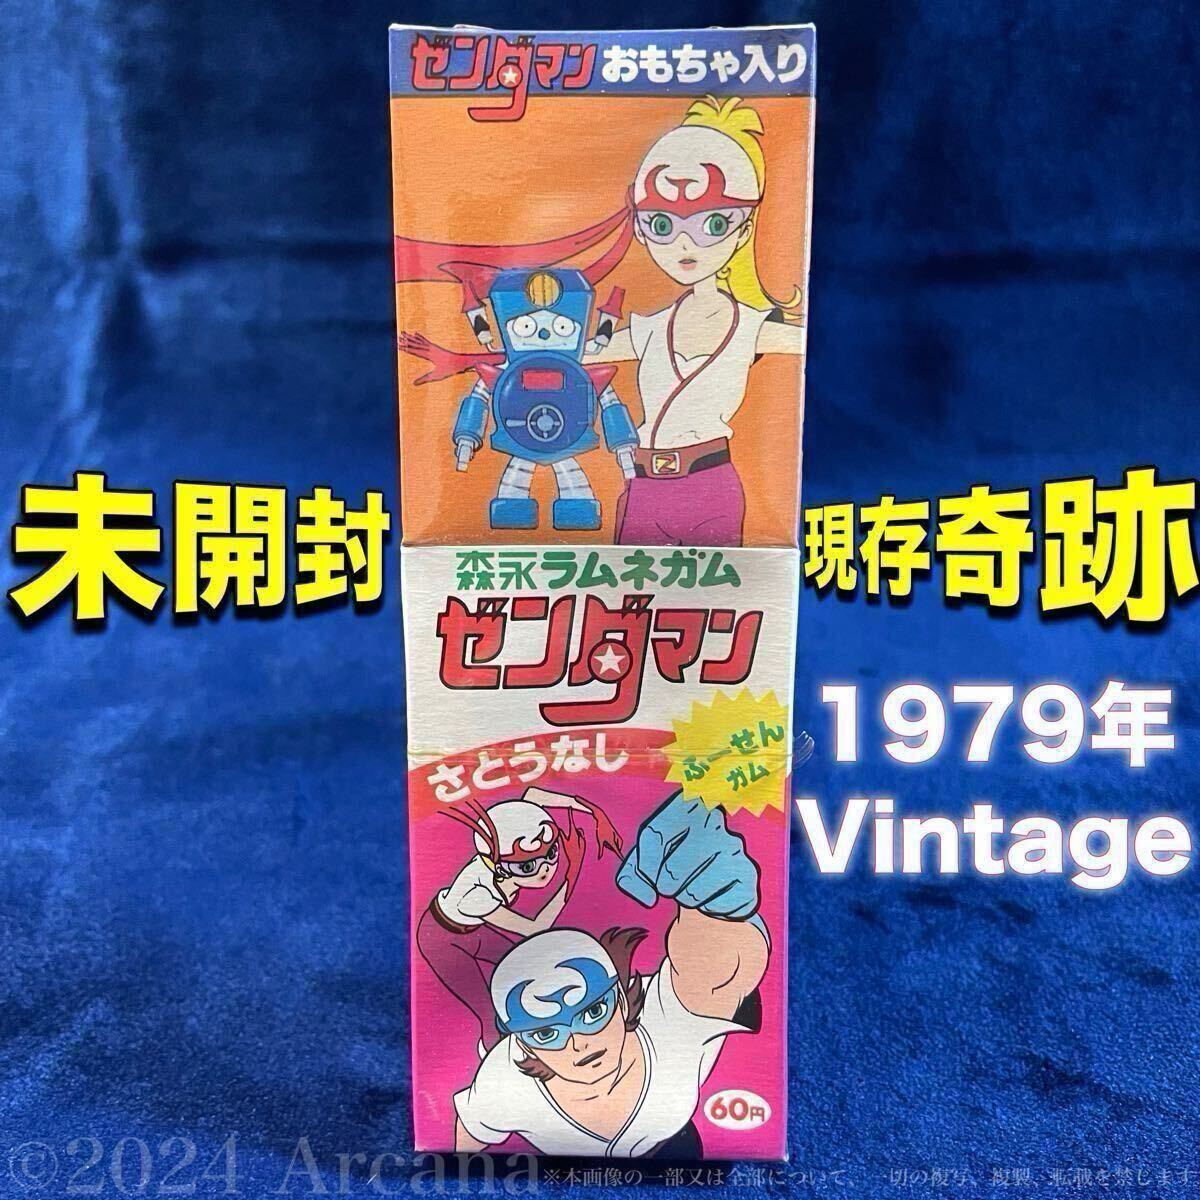 ゼンダマン おもちゃ入り
Z
未開封
現存奇跡
森永ラムネガム
ゼンダマン
1979年
Vintage
さとうなし
ふーせん
ガム
60円
©2024 Arcana
※本画像の一部又は全部について、一切の複写、複製、転載を禁じます